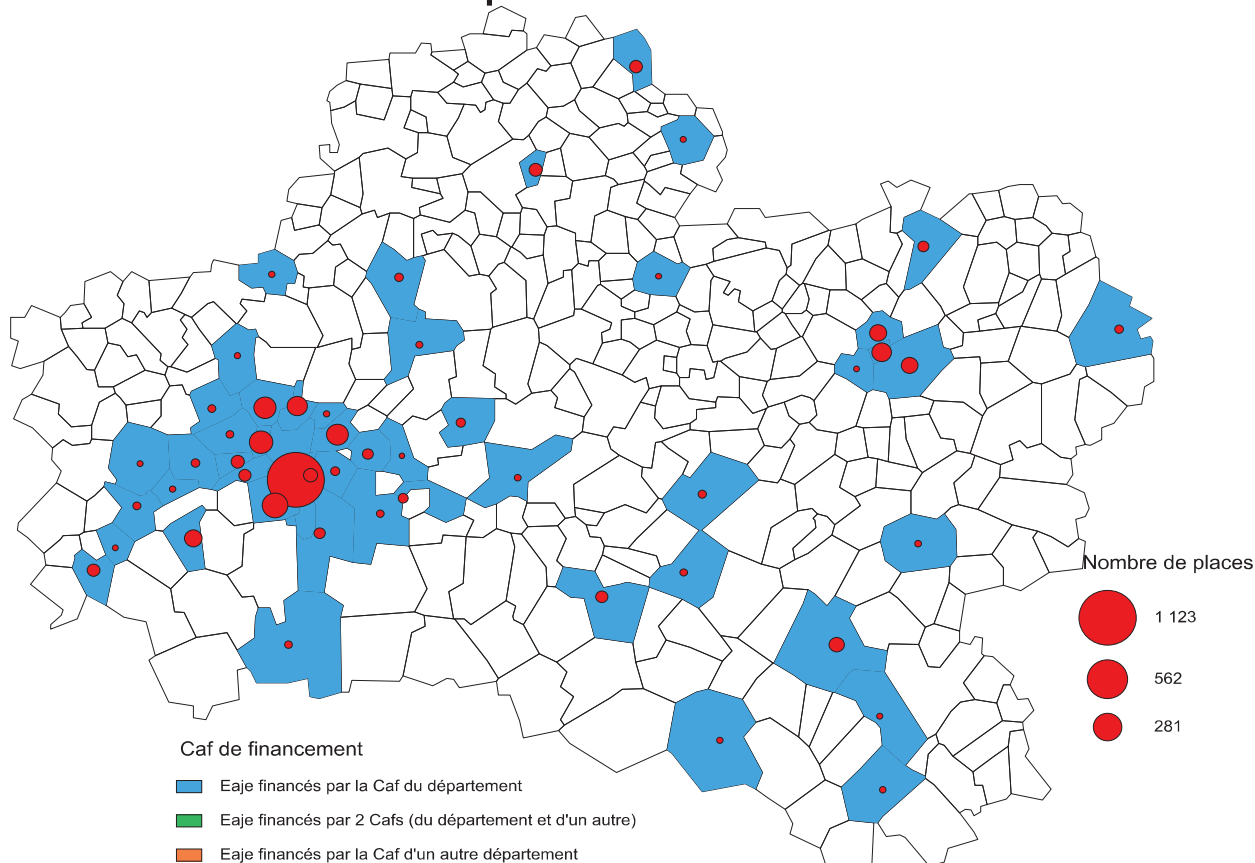 Nombre de places
1 123
562
281
Caf de financement
Eaje financés par la Caf du département
Eaje financés par 2 Cafs (du département et d'un autre)
Eaje financés par la Caf d'un autre département